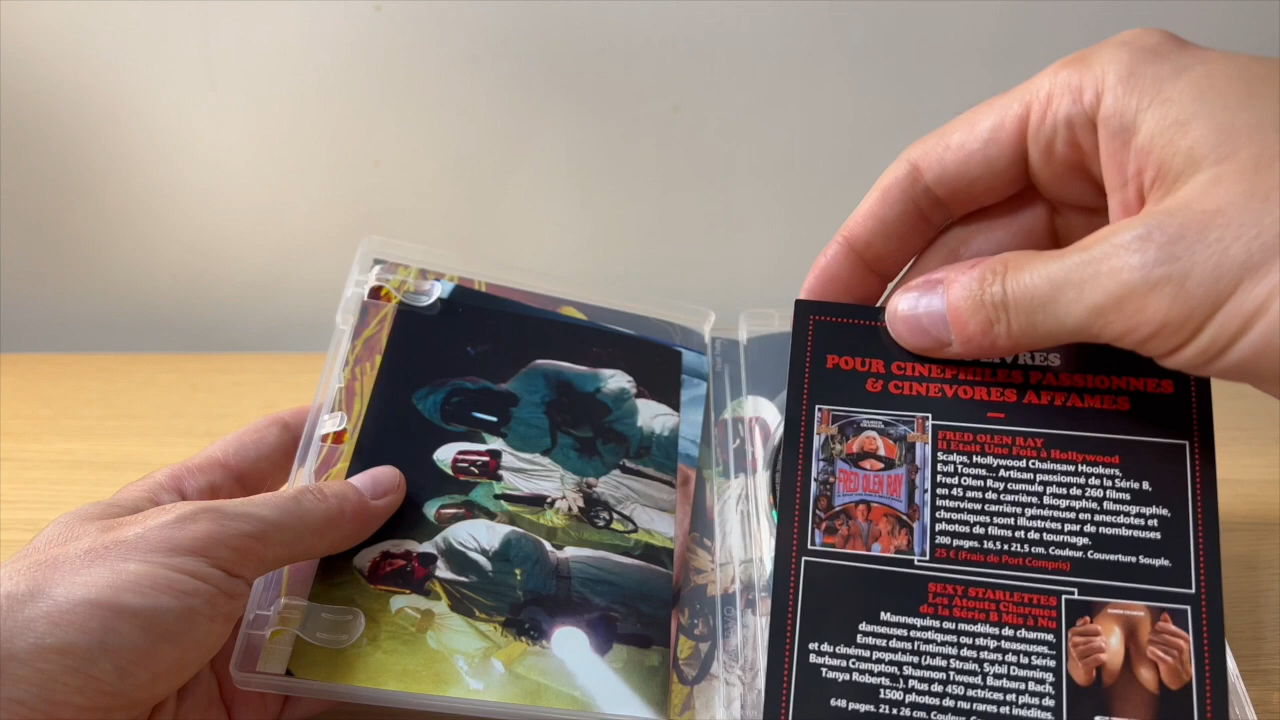 LIVRES
POUR CINEPHILES PASSIONNES
& CINEVORES AFFAMES
DAMIEN
GRANGER
FRED OLEN RAY
FRED OLEN RAY
Il Etait Une Fois à Hollywood
Scalps, Hollywood Chainsaw Hookers,
Evil Toons... Artisan passionné de la Série B,
Fred Olen Ray cumule plus de 260 films
en 45 ans de carrière. Biographie, filmographie,
interview carrière généreuse en anecdotes et
chroniques sont illustrées par de nombreuses
photos de films et de tournage.
200 pages. 16,5 x 21,5 cm. Couleur. Couverture Souple.
25 € (Frais de Port Compris)
SEXY STARLETTES
Les Atouts Charmes
de la Série B Mis à Nu
Mannequins ou modèles de charme,
danseuses exotiques ou strip-teaseuses...
Entrez dans l'intimité des stars de la Série
et du cinéma populaire (Julie Strain, Sybil Danning,
Barbara Crampton, Shannon Tweed, Barbara Bach,
Tanya Roberts...). Plus de 450 actrices et plus de
1500 photos de nu rares et inédites.
648 pages. 21 x 26 cm. Couleur.
DAMIEN GRANGER